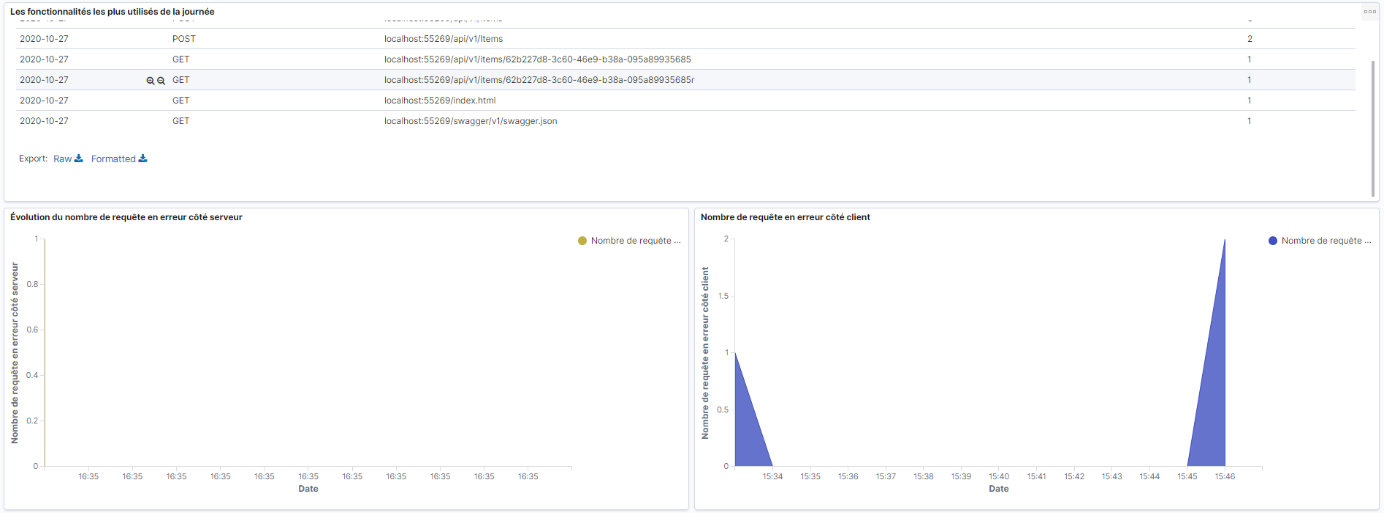 Les fonctionnalités les plus utilisés de la journée
2020-10-27 POST localhost:55269/api/v1/Items 2
2020-10-27 GET localhost:55269/api/v1/Items/62b227d8-3c60-46e9-b38a-095a89935685 1
2020-10-27 GET localhost:55269/api/v1/Items/62b227d8-3c60-46e9-b38a-095a89935685r 1
2020-10-27 GET localhost:55269/index.html 1
2020-10-27 GET localhost:55269/swagger/v1/swagger.json 1
Export: Raw Formatted
Évolution du nombre de requête en erreur côté serveur
Nombre de requête ...
Nombre de requête en erreur côté serveur
1
0.8
0.6
0.4
0.2
0
16:35 16:35 16:35 16:35 16:35 16:35 16:35 16:35 16:35 16:35 16:35
Date
Nombre de requête en erreur côté client
Nombre de requête ...
Nombre de requête en erreur côté client
2
1.5
1
0.5
0
15:34 15:35 15:36 15:37 15:38 15:39 15:40 15:41 15:42 15:43 15:44 15:45 15:46
Date